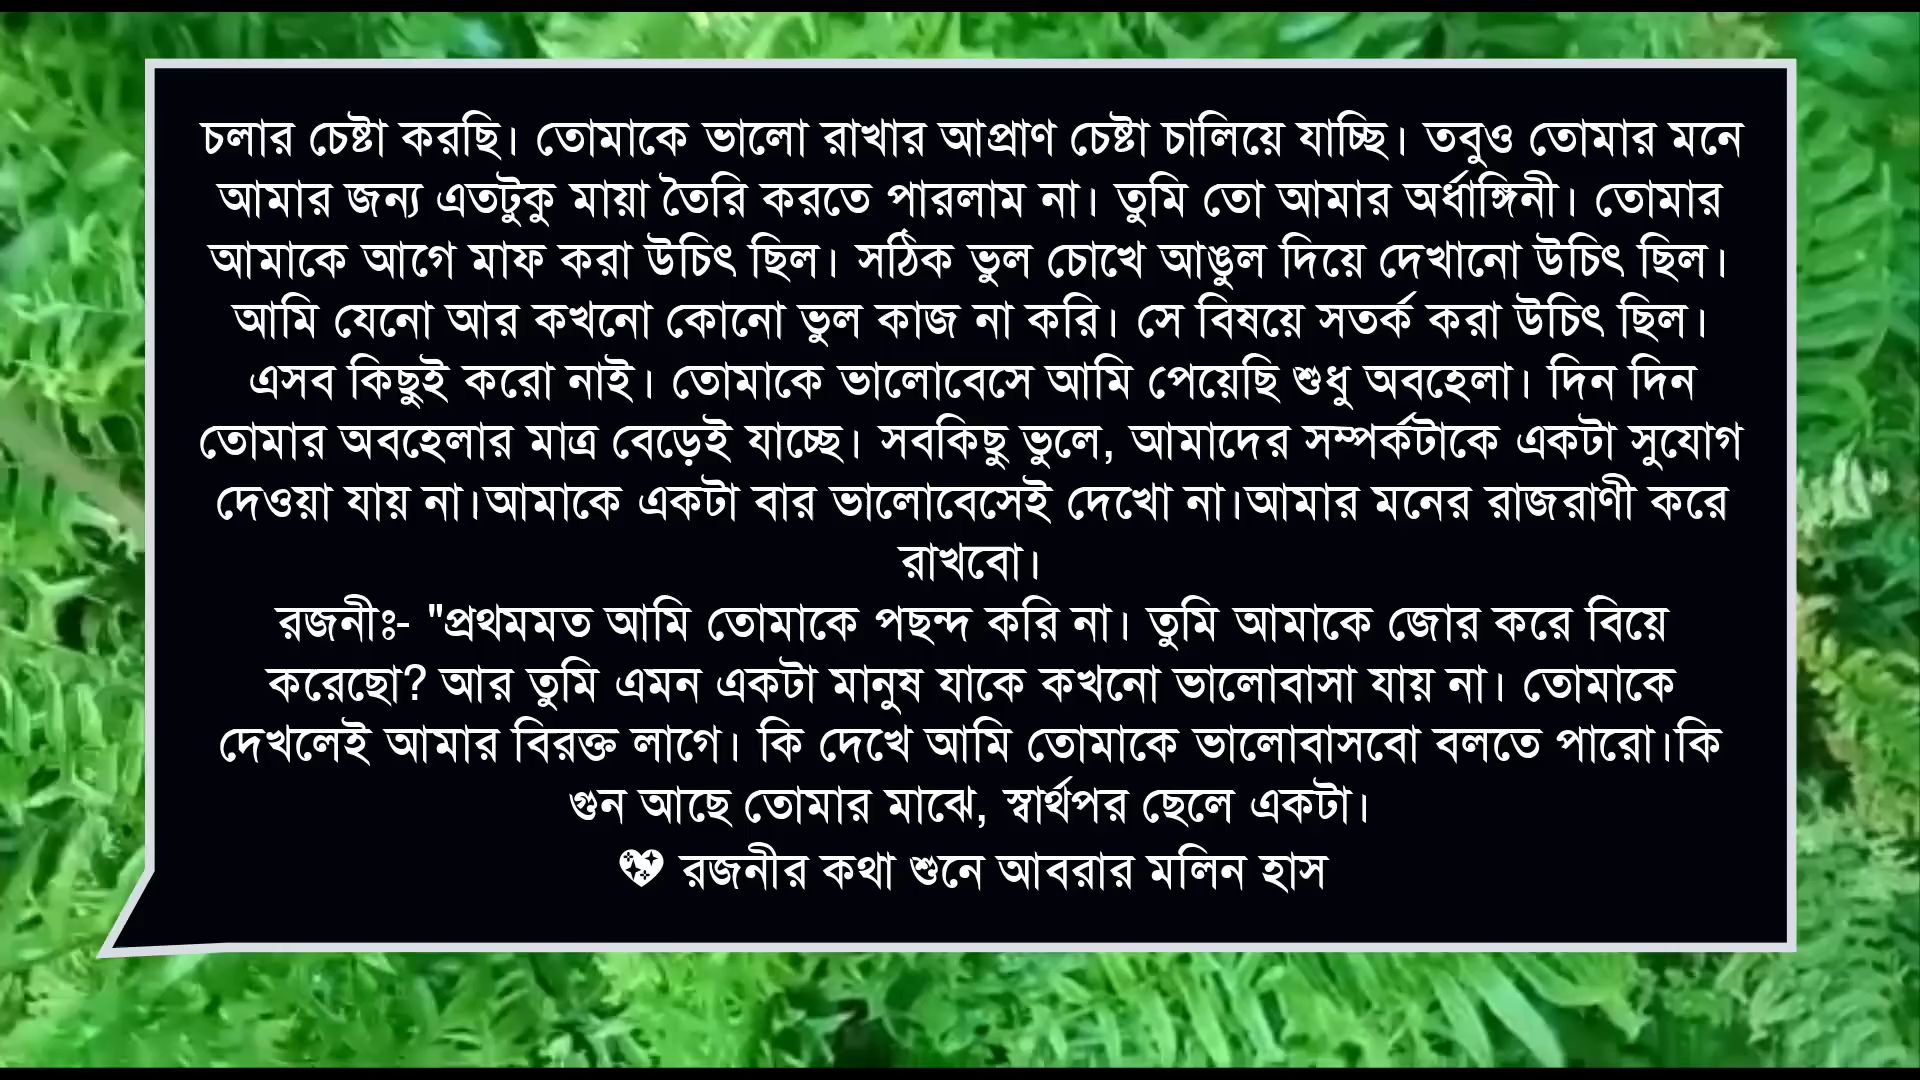 চলার চেষ্টা করছি। তোমাকে ভালো রাখার আপ্রাণ চেষ্টা চালিয়ে যাচ্ছি। তবুও তোমার মনে
আমার জন্য এতটুকু মায়া তৈরি করতে পারলাম না। তুমি তো আমার অর্ধাঙ্গিনী। তোমার
আমাকে আগে মাফ করা উচিৎ ছিল। সঠিক ভুল চোখে আঙুল দিয়ে দেখানো উচিৎ ছিল।
আমি যেনো আর কখনো কোনো ভুল কাজ না করি। সে বিষয়ে সতর্ক করা উচিৎ ছিল।
এসব কিছুই করো নাই। তোমাকে ভালোবেসে আমি পেয়েছি শুধু অবহেলা। দিন দিন
তোমার অবহেলার মাত্র বেড়েই যাচ্ছে। সবকিছু ভুলে, আমাদের সম্পর্কটাকে একটা সুযোগ
দেওয়া যায় না।আমাকে একটা বার ভালোবেসেই দেখো না।আমার মনের রাজরাণী করে
রাখবো।
রজনীঃ- "প্রথমমত আমি তোমাকে পছন্দ করি না। তুমি আমাকে জোর করে বিয়ে
করেছো? আর তুমি এমন একটা মানুষ যাকে কখনো ভালোবাসা যায় না। তোমাকে
দেখলেই আমার বিরক্ত লাগে। কি দেখে আমি তোমাকে ভালোবাসবো বলতে পারো।কি
গুন আছে তোমার মাঝে, স্বার্থপর ছেলে একটা।
💖 রজনীর কথা শুনে আবরার মলিন হাস